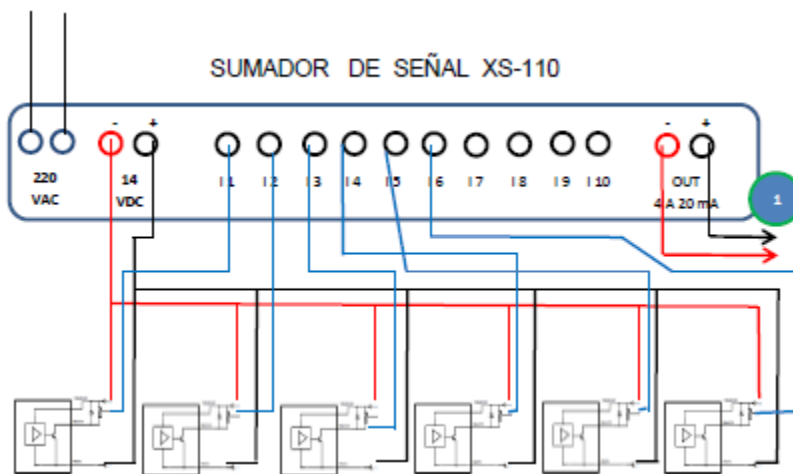 SUMADOR DE SEÑAL XS-110
- + - +
220 14 I 1 I 2 I 3 I 4 I 5 I 6 I 7 I 8 I 9 I 10 OUT 1
VAC VDC 4 A 20 mA